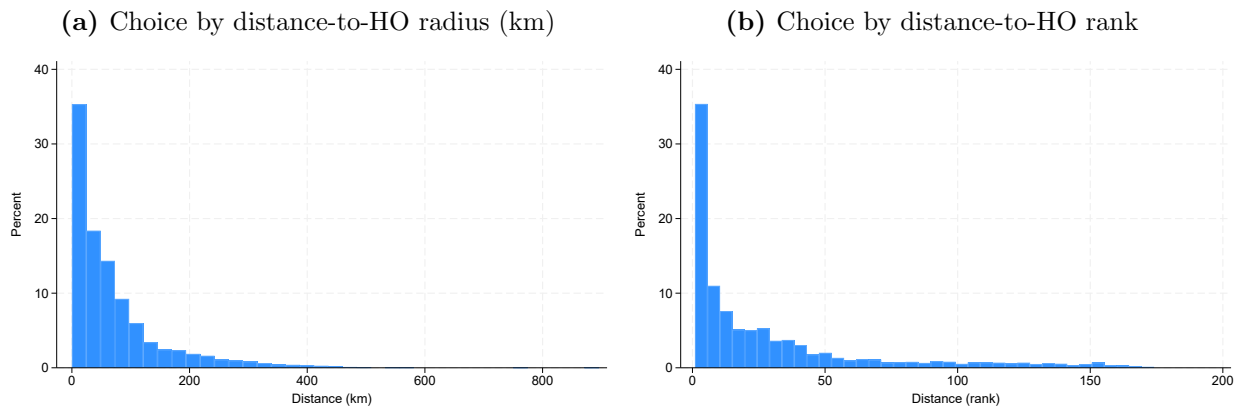 (a) Choice by distance-to-HO radius (km)
40
30
20
10
0
Percent
0 200 400 600 800
Distance (km)
(b) Choice by distance-to-HO rank
40
30
20
10
0
Percent
0 50 100 150 200
Distance (rank)